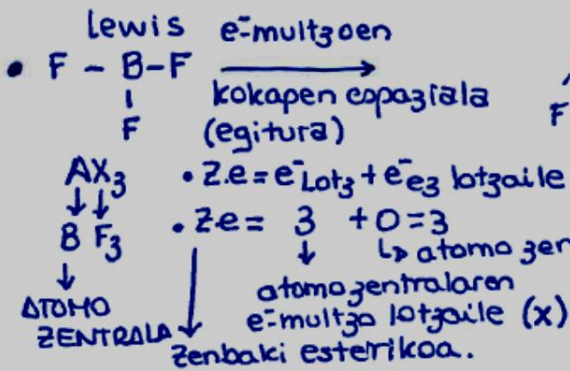 lewis e⁻multzoen
• F – B – F ⟶
kokapen espaziala
F
F (egitura)
AX₃ • Z.e = e⁻Lotz + e⁻ez lotzaile
↓↓
B F₃ • Ze = 3 + 0 = 3
↓ ↓ ↳ atomo zen
ATOMO atomo zentralaren
ZENTRALA e⁻multzo lotzaile (x)
zenbaki esterikoa.